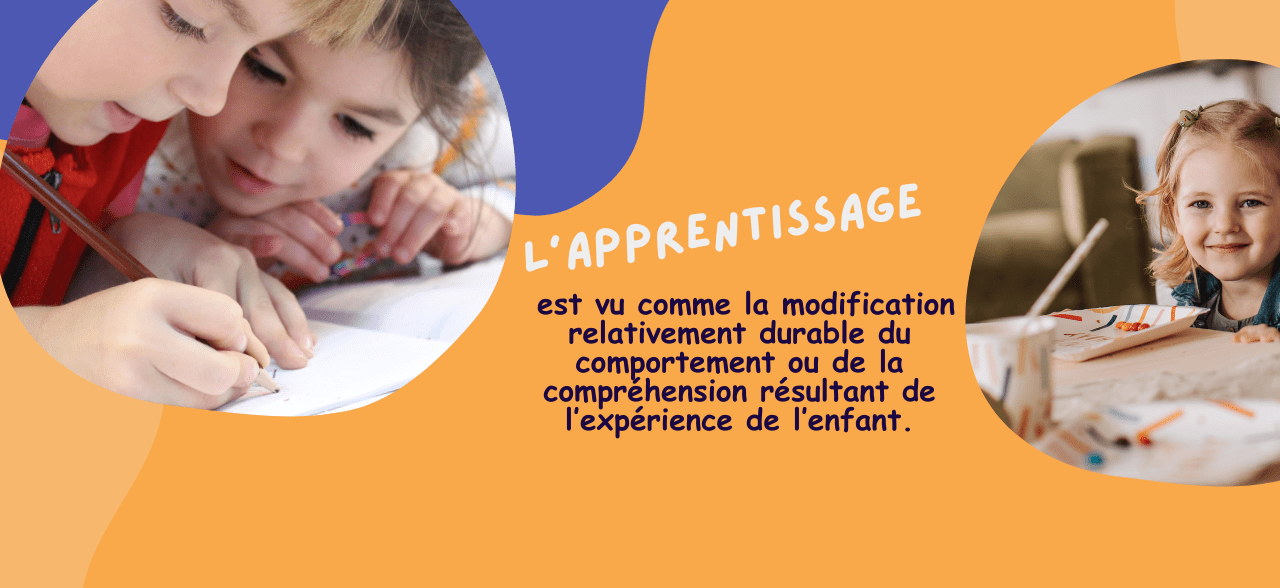 L'APPRENTISSAGE
est vu comme la modification
relativement durable du
comportement ou de la
compréhension résultant de
l'expérience de l'enfant.